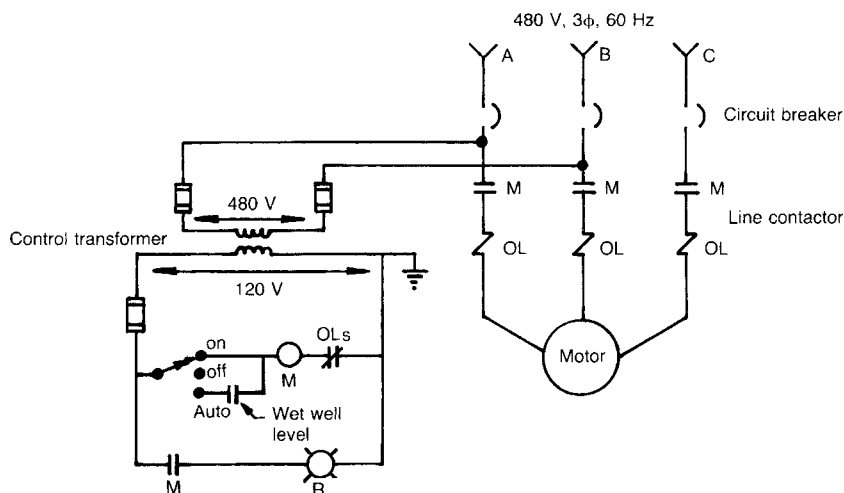 480 V, 3ϕ, 60 Hz
A
B
C
Circuit breaker
M
M
M
480 V
Line contactor
Control transformer
OL
OL
OL
120 V
on
OLs
off
M
Motor
Auto
Wet well
level
M
R